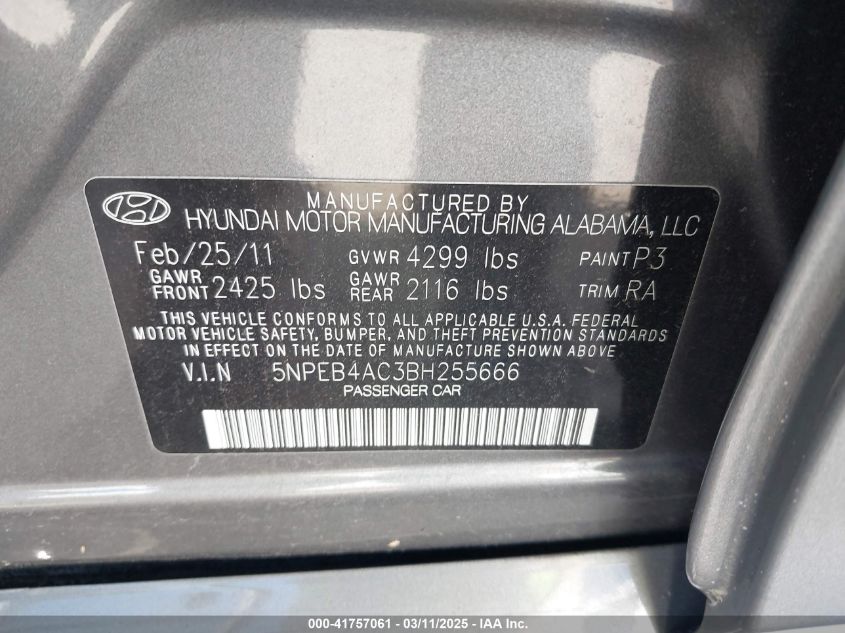 MANUFACTURED BY
HYUNDAI MOTOR MANUFACTURING ALABAMA, LLC
Feb/25/11 GVWR 4299 lbs PAINT P3
GAWR FRONT 2425 lbs GAWR REAR 2116 lbs TRIM RA
THIS VEHICLE CONFORMS TO ALL APPLICABLE U.S.A. FEDERAL
MOTOR VEHICLE SAFETY, BUMPER, AND THEFT PREVENTION STANDARDS
IN EFFECT ON THE DATE OF MANUFACTURE SHOWN ABOVE
V.I.N 5NPEB4AC3BH255666
PASSENGER CAR
000-41757061 - 03/11/2025 - IAA Inc.